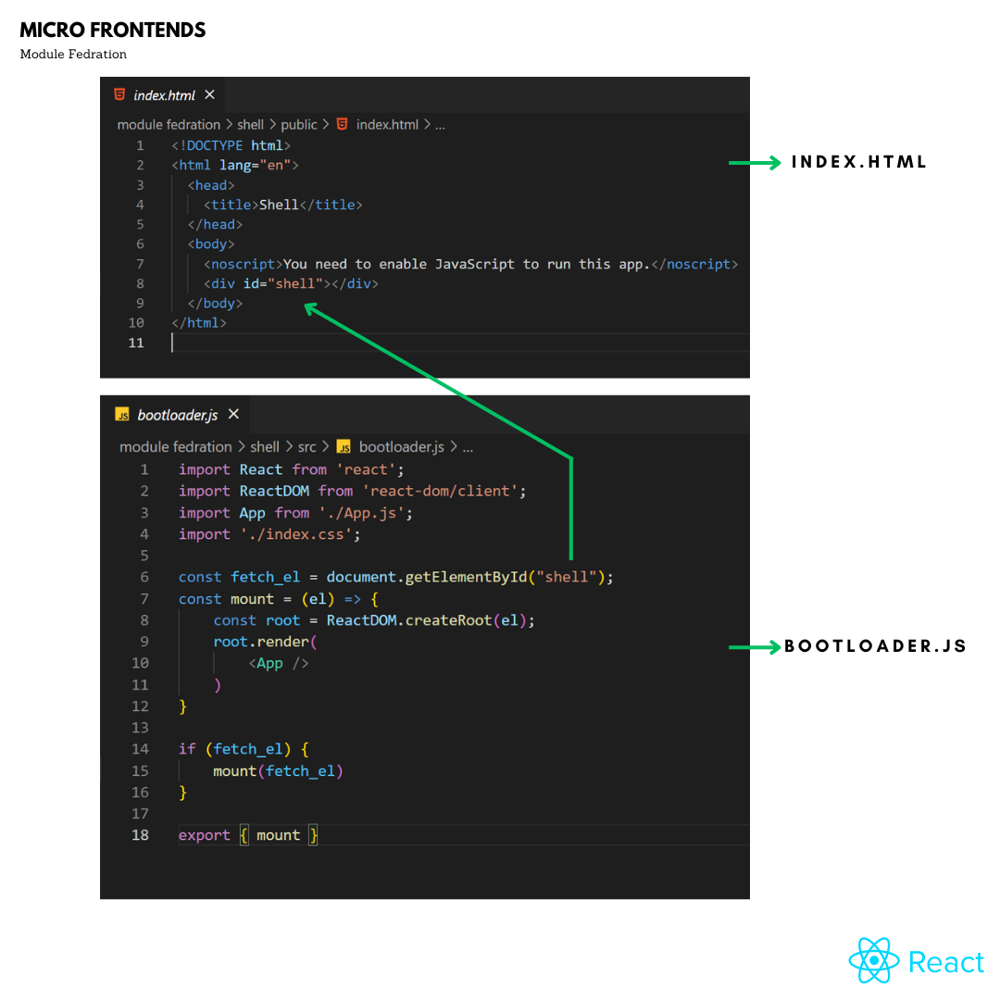 MICRO FRONTENDS
Module Fedration
index.html ×
module fedration > shell > public > index.html > ...
1 <!DOCTYPE html>
2 <html lang="en">
3 <head>
4 <title>Shell</title>
5 </head>
6 <body>
7 <noscript>You need to enable JavaScript to run this app.</noscript>
8 <div id="shell"></div>
9 </body>
10 </html>
11
INDEX.HTML
JS bootloader.js ×
module fedration > shell > src > JS bootloader.js > ...
1 import React from 'react';
2 import ReactDOM from 'react-dom/client';
3 import App from './App.js';
4 import './index.css';
5
6 const fetch_el = document.getElementById("shell");
7 const mount = (el) => {
8 const root = ReactDOM.createRoot(el);
9 root.render(
10 <App />
11 )
12 }
13
14 if (fetch_el) {
15 mount(fetch_el)
16 }
17
18 export { mount }
BOOTLOADER.JS
React